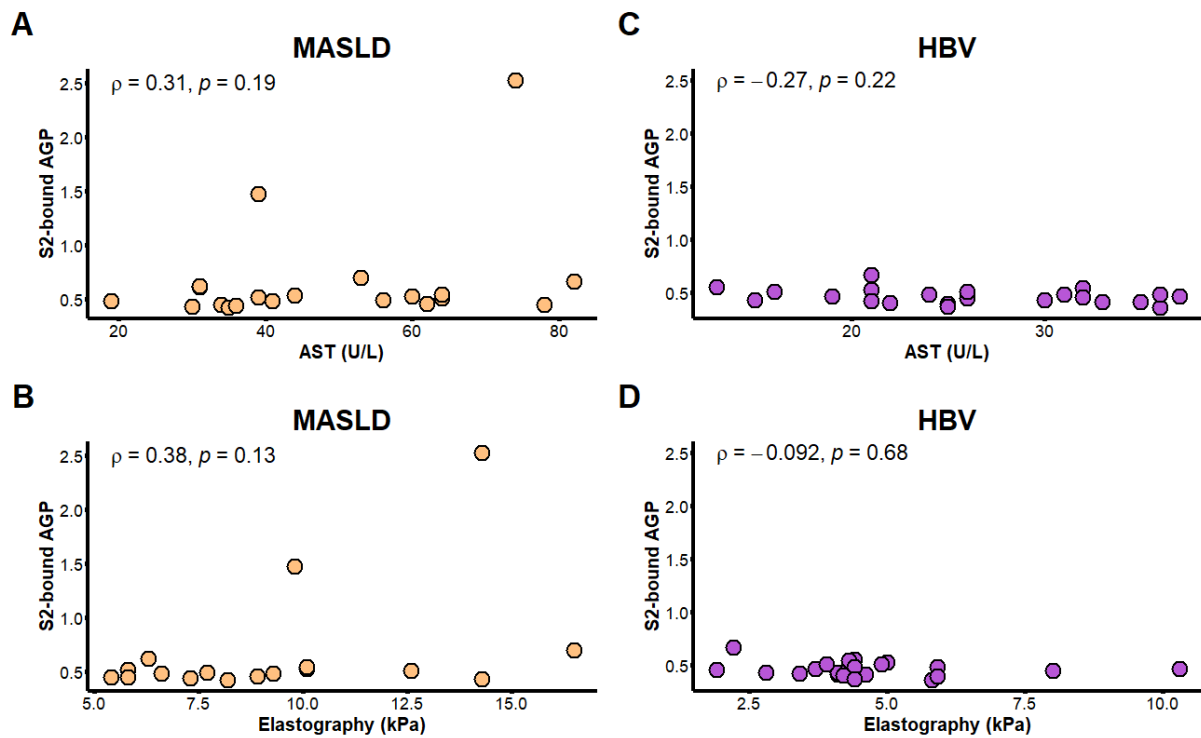 A
MASLD
ρ = 0.31, p = 0.19
S2-bound AGP
2.5
2.0
1.5
1.0
0.5
20 40 60 80
AST (U/L)
B
MASLD
ρ = 0.38, p = 0.13
S2-bound AGP
2.5
2.0
1.5
1.0
0.5
5.0 7.5 10.0 12.5 15.0
Elastography (kPa)
C
HBV
ρ = −0.27, p = 0.22
S2-bound AGP
2.5
2.0
1.5
1.0
0.5
20 30
AST (U/L)
D
HBV
ρ = −0.092, p = 0.68
S2-bound AGP
2.5
2.0
1.5
1.0
0.5
2.5 5.0 7.5 10.0
Elastography (kPa)